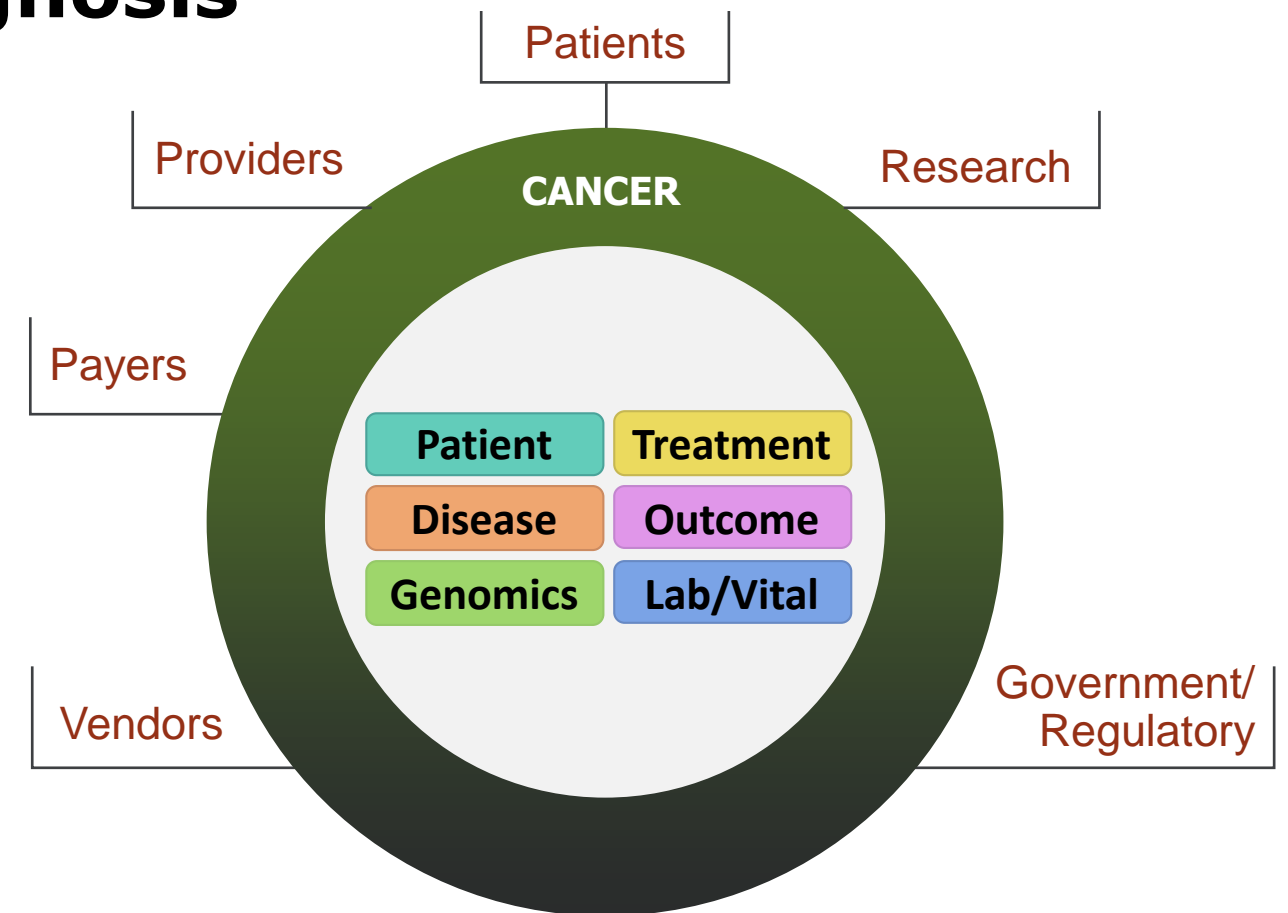 Patients
Providers
Research
CANCER
Payers
Patient
Treatment
Disease
Outcome
Genomics
Lab/Vital
Vendors
Government/
Regulatory